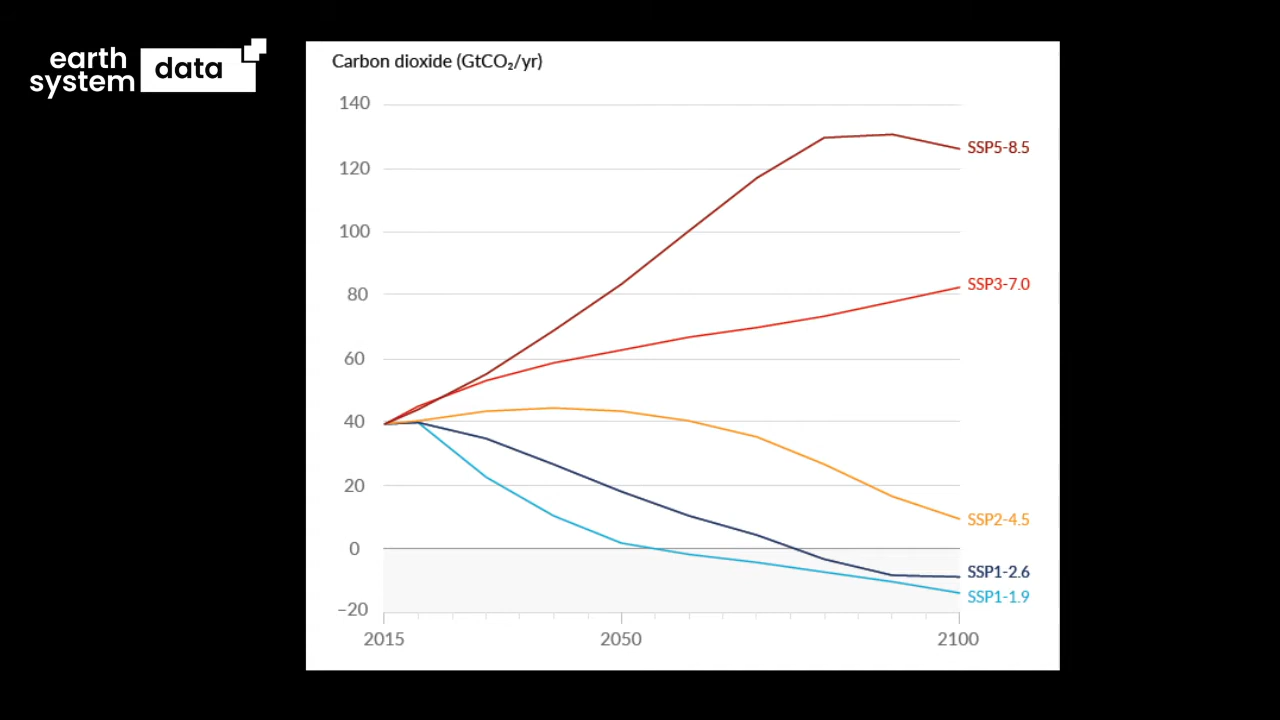 earth
system data
Carbon dioxide (GtCO₂/yr)
140
120
100
80
60
40
20
0
–20
2015 2050 2100
SSP5-8.5
SSP3-7.0
SSP2-4.5
SSP1-2.6
SSP1-1.9